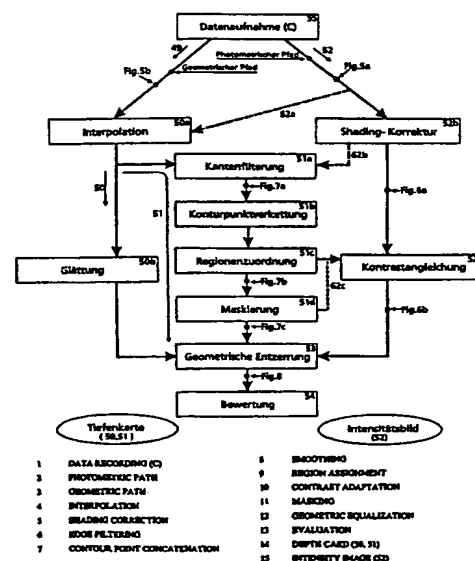 Datenaufnahme (C) 55
49
52
Photometrischer Pfad
Geometrischer Pfad
Fig.5b
Fig.5a
52a
Interpolation 50a
Shading- Korrektur 52b
Kantenfilterung 51a
62b
50
51
Fig.7a
Fig.6a
Konturpunktverkettung 51b
Regionenzuordnung 51c
Glättung 50b
Kontrastangleichung
Fig.7b
62c
Maskierung 51d
Fig.7c
Fig.6b
Geometrische Entzerrung 53
Fig.8
Bewertung 54
Tiefenkarte
( 50,51 )
Intensitätsbild
(52)
1 DATA RECORDING (C)
2 PHOTOMETRIC PATH
3 GEOMETRIC PATH
4 INTERPOLATION
5 SHADING CORRECTION
6 EDGE FILTERING
7 CONTOUR POINT CONCATENATION
8 SMOOTHING
9 REGION ASSIGNMENT
10 CONTRAST ADAPTATION
11 MASKING
12 GEOMETRIC EQUALIZATION
13 EVALUATION
14 DEPTH CARD (50, 51)
15 INTENSITY IMAGE (52)